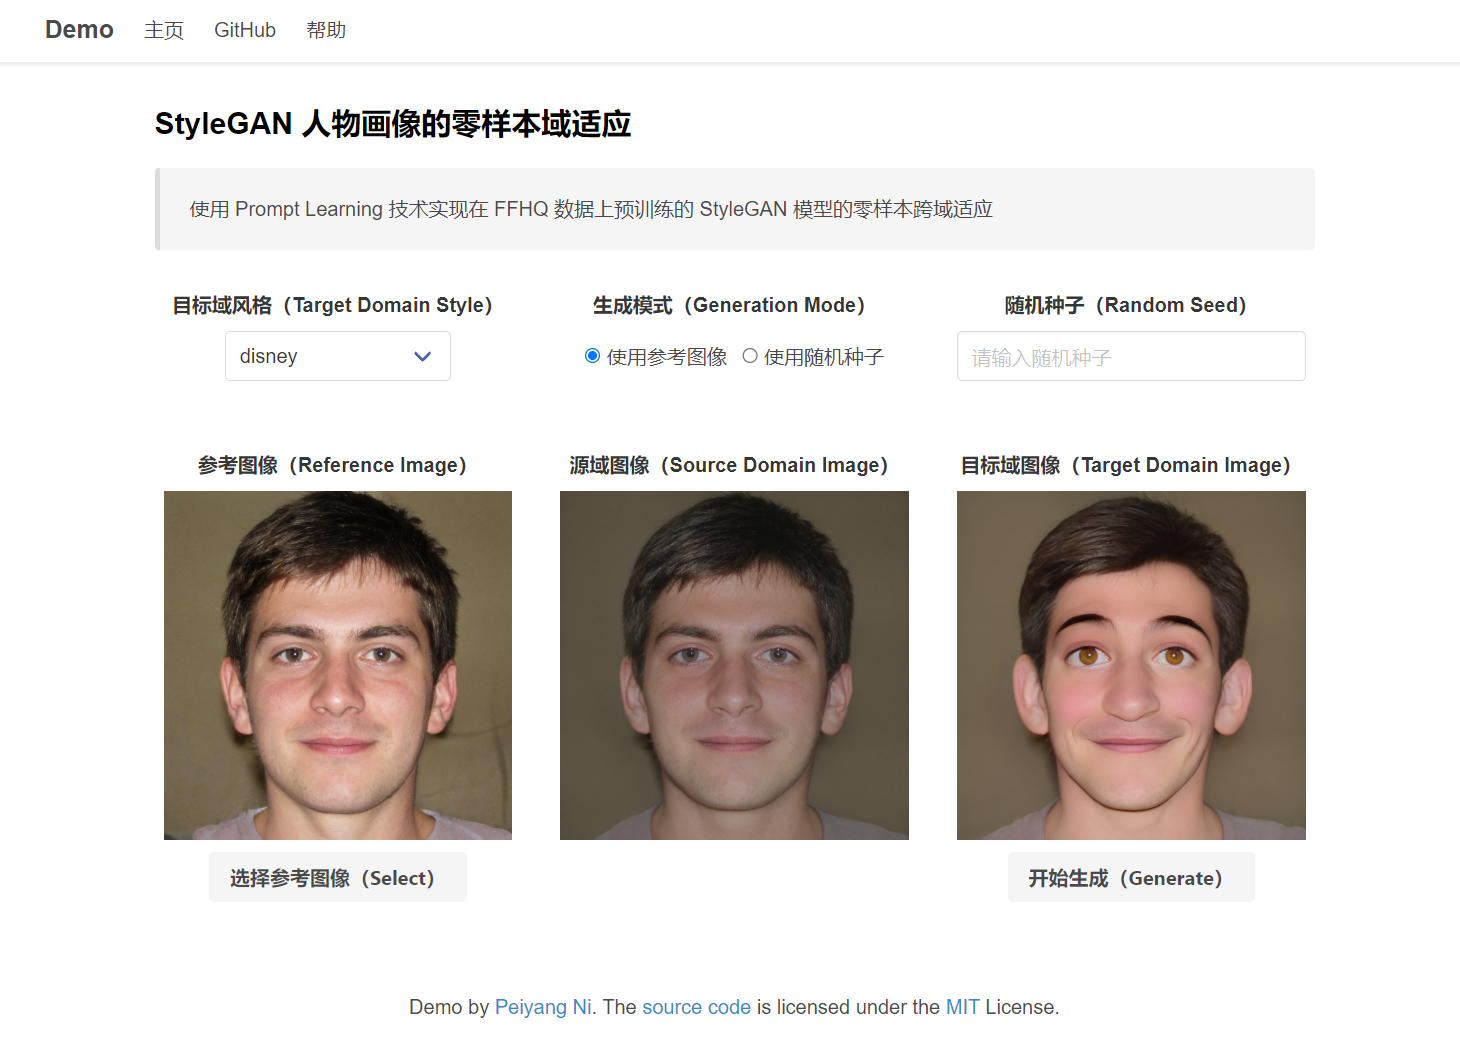 Demo 主页 GitHub 帮助
StyleGAN 人物画像的零样本域适应
使用 Prompt Learning 技术实现在 FFHQ 数据上预训练的 StyleGAN 模型的零样本跨域适应
目标域风格（Target Domain Style）
disney
生成模式（Generation Mode）
使用参考图像 使用随机种子
随机种子（Random Seed）
请输入随机种子
参考图像（Reference Image）
源域图像（Source Domain Image）
目标域图像（Target Domain Image）
选择参考图像（Select）
开始生成（Generate）
Demo by Peiyang Ni. The source code is licensed under the MIT License.